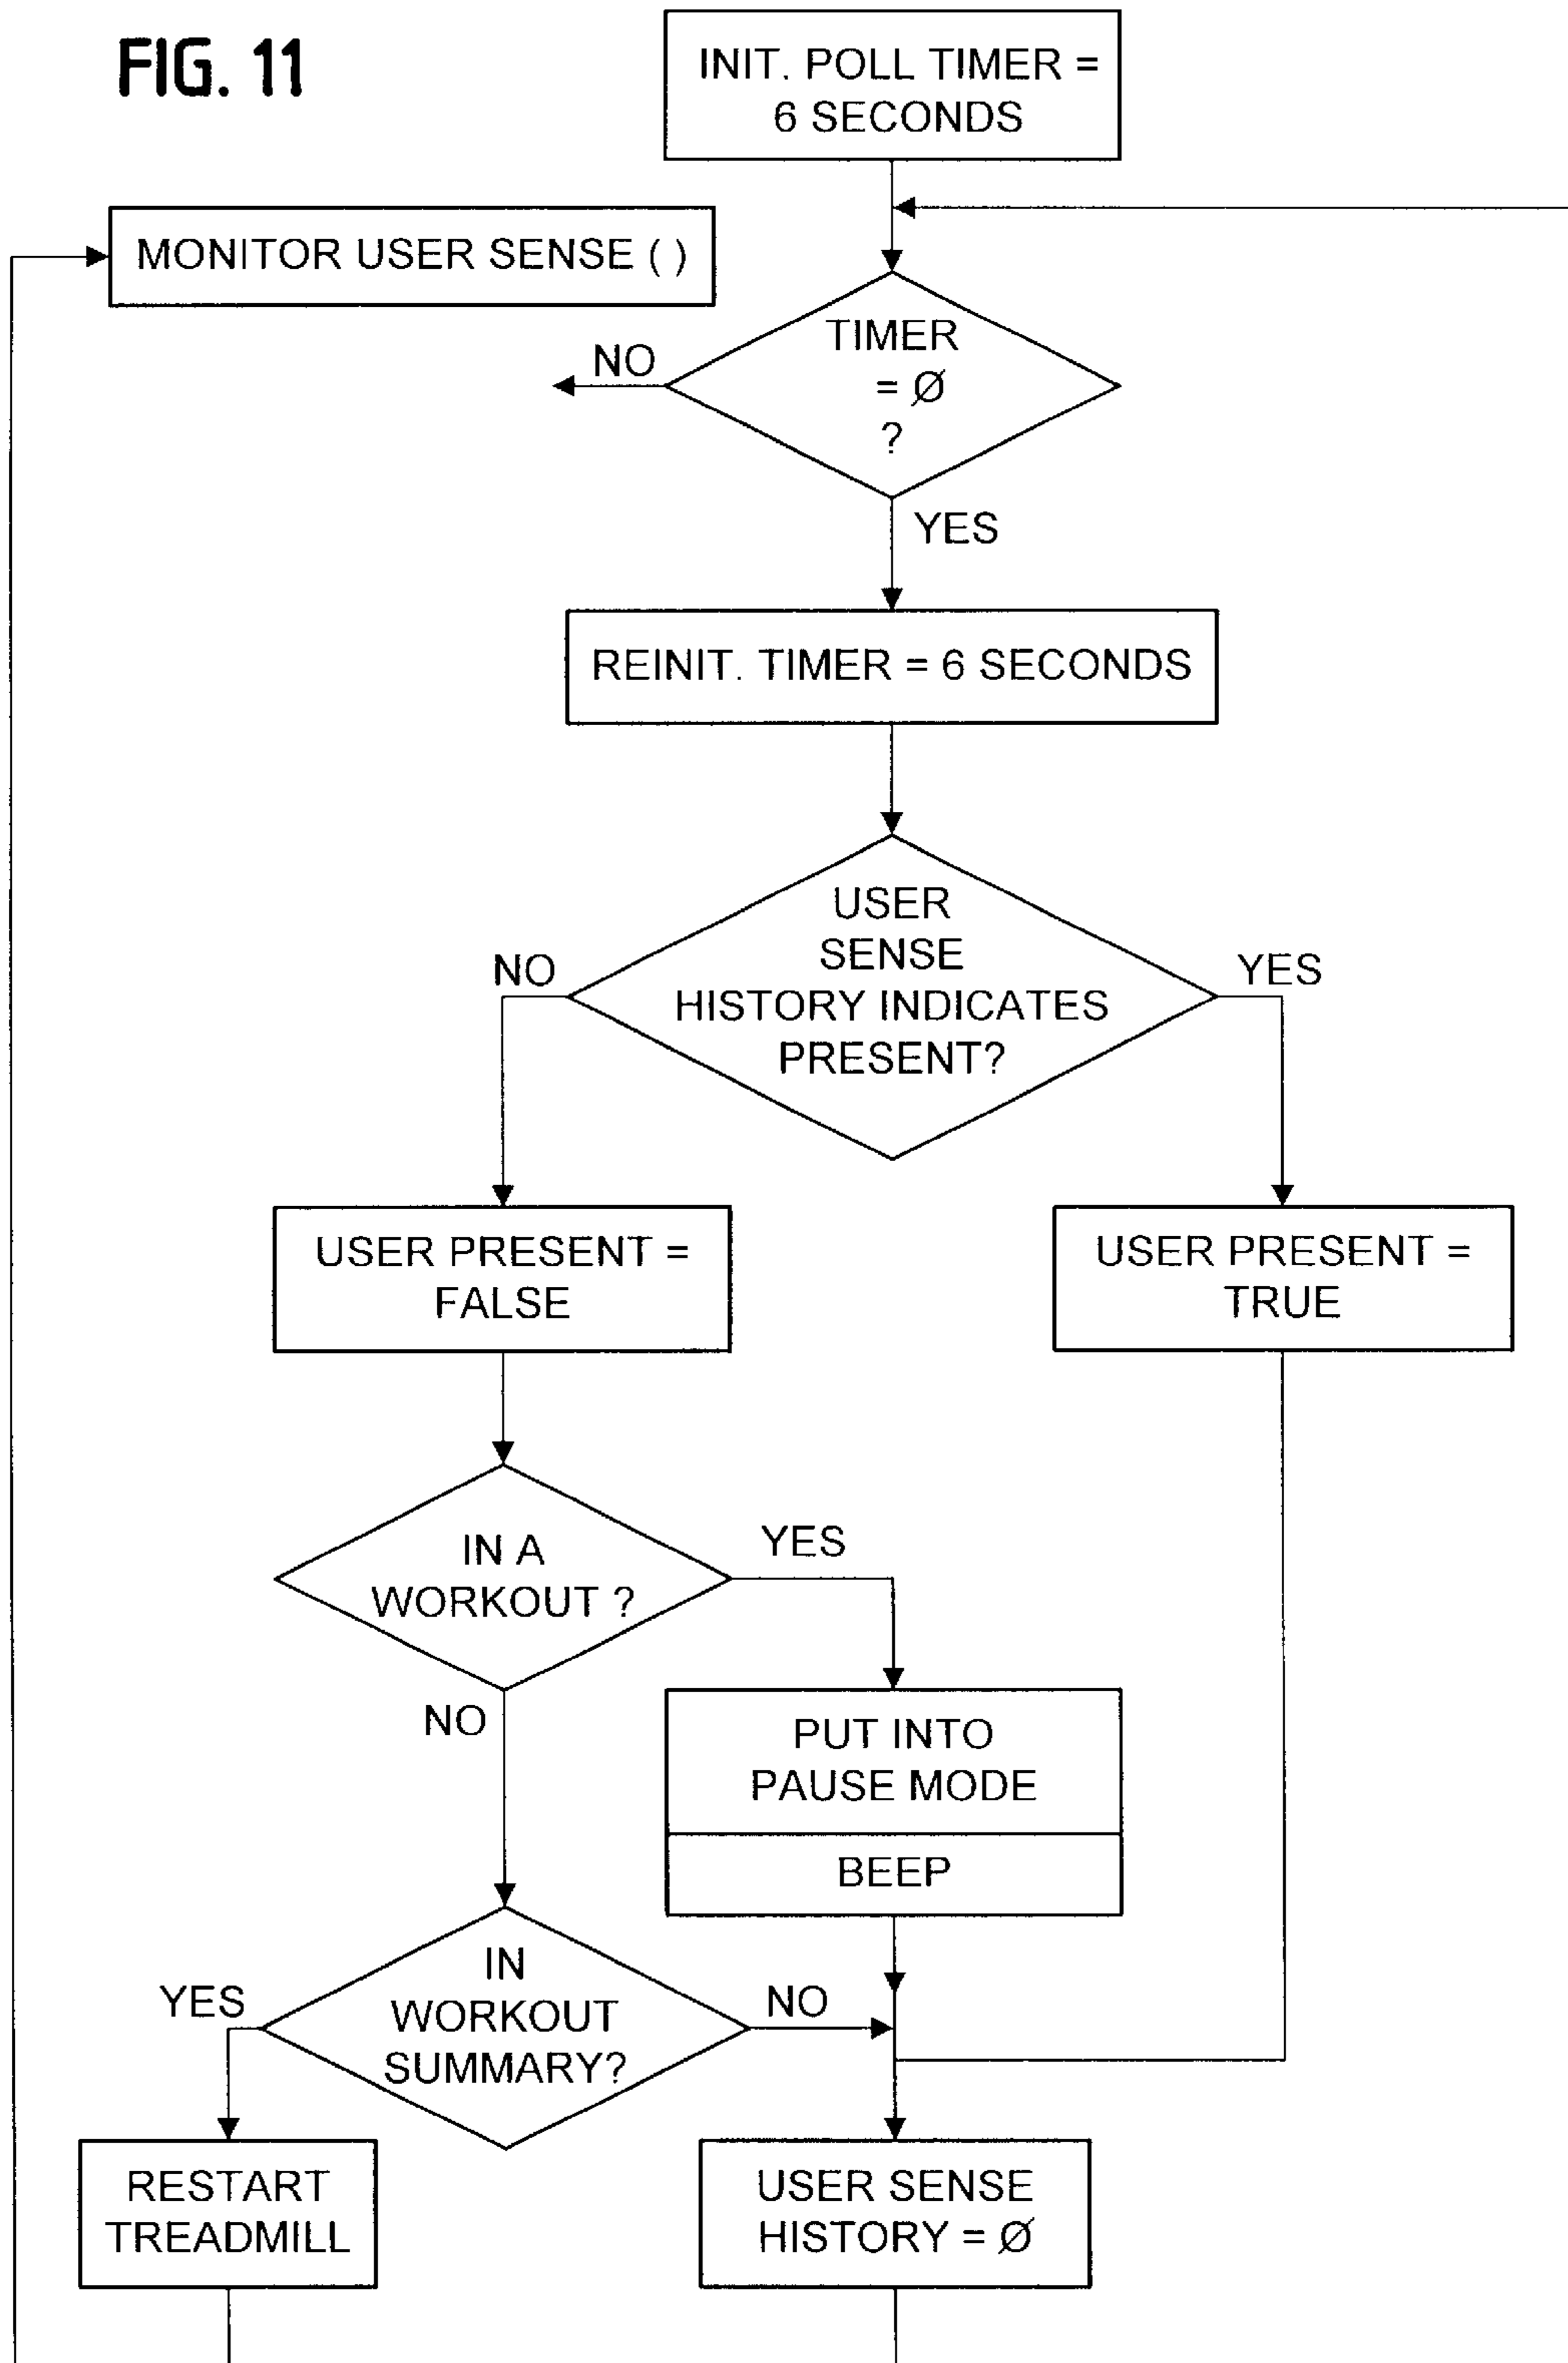 FIG. 11
INIT. POLL TIMER =
6 SECONDS
MONITOR USER SENSE ( )
TIMER
= Ø
?
NO
YES
REINIT. TIMER = 6 SECONDS
USER
SENSE
HISTORY INDICATES
PRESENT?
NO
YES
USER PRESENT =
FALSE
USER PRESENT =
TRUE
IN A
WORKOUT ?
YES
NO
PUT INTO
PAUSE MODE
BEEP
IN
WORKOUT
SUMMARY?
YES
NO
RESTART
TREADMILL
USER SENSE
HISTORY = Ø